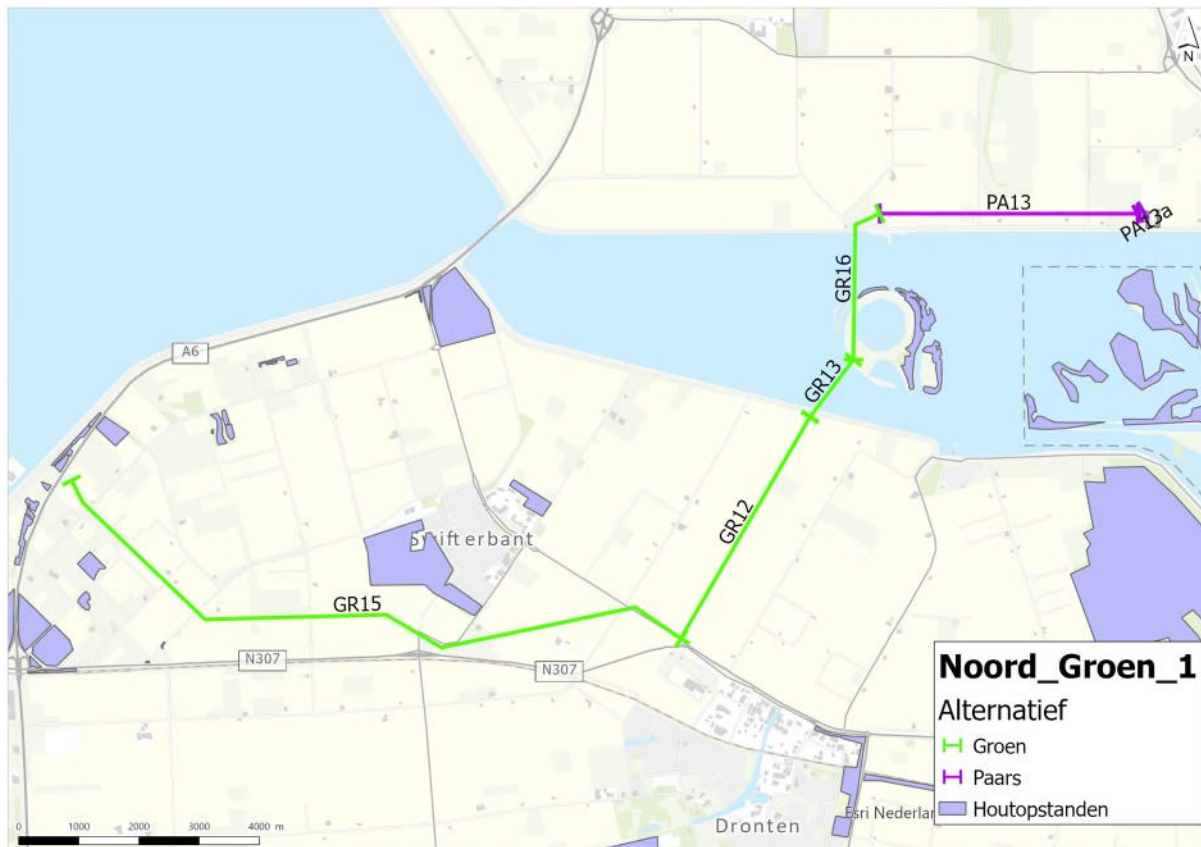 N
PA13
PA13a
GR16
A6
GR13
GR12
Swifterbant
GR15
N307
N307
Noord_Groen_1
Alternatief
Groen
Paars
Houtopstanden
Esri Nederlan
Dronten
0 1000 2000 3000 4000 m